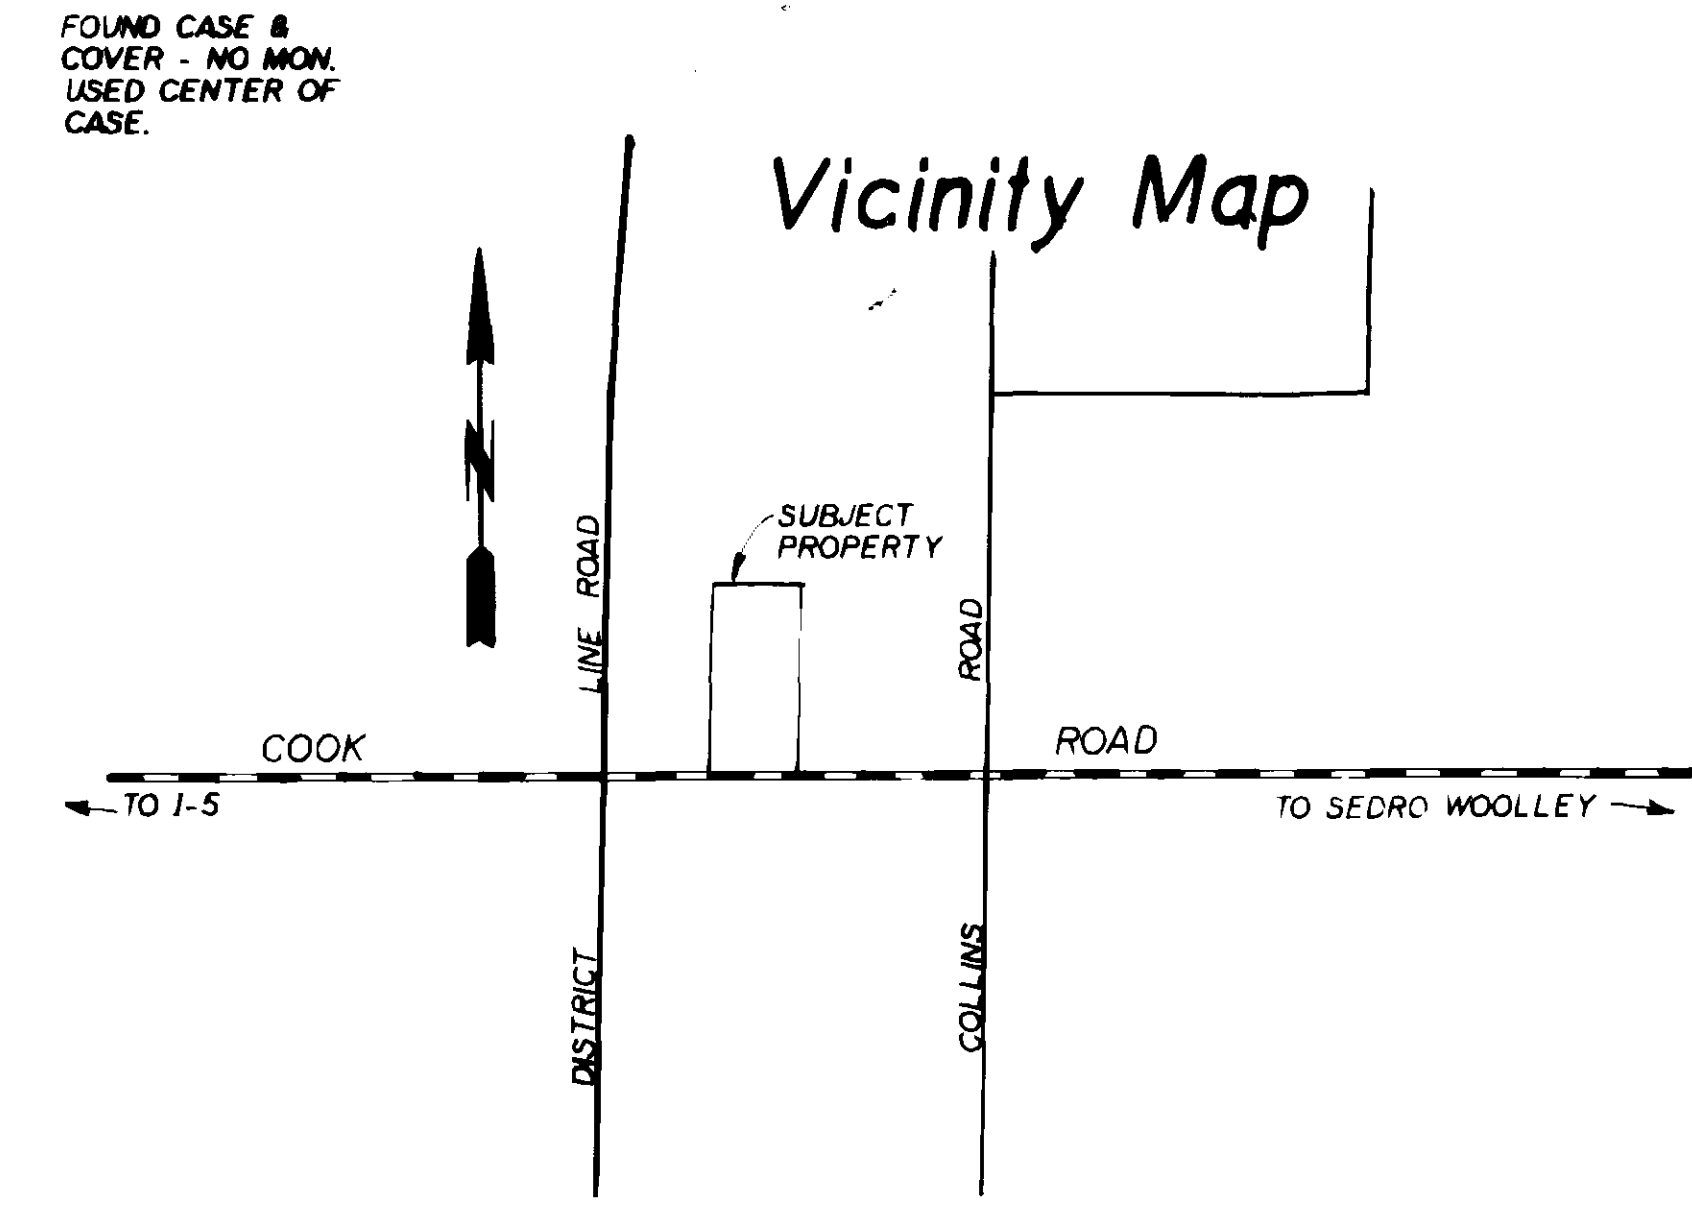 FOUND CASE &
COVER - NO MON.
USED CENTER OF
CASE.
Vicinity Map
N
SUBJECT
PROPERTY
DISTRICT LINE ROAD
COLLINS ROAD
COOK ROAD
TO I-5
TO SEDRO WOOLLEY